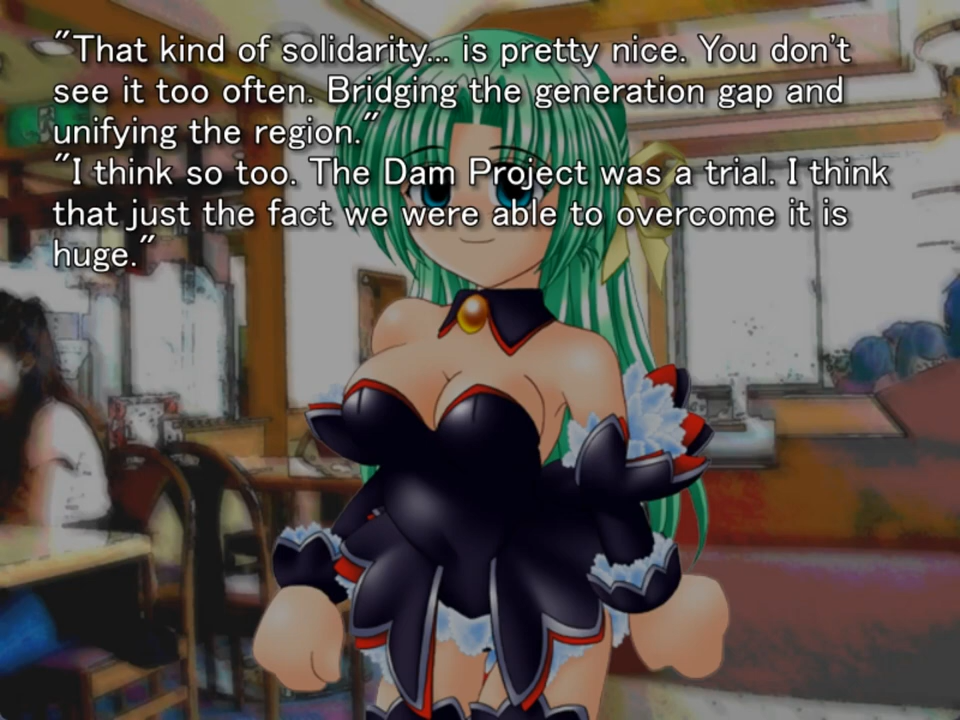 "That kind of solidarity... is pretty nice. You don't
see it too often. Bridging the generation gap and
unifying the region."
"I think so too. The Dam Project was a trial. I think
that just the fact we were able to overcome it is
huge."